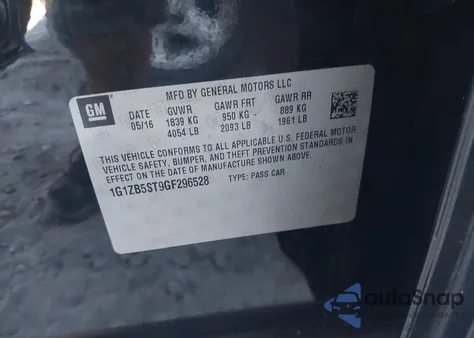 MFD BY GENERAL MOTORS LLC
GM
DATE GVWR GAWR FRT GAWR RR
05/16 1839 KG 950 KG 889 KG
4054 LB 2093 LB 1961 LB
THIS VEHICLE CONFORMS TO ALL APPLICABLE U.S. FEDERAL MOTOR
VEHICLE SAFETY, BUMPER, AND THEFT PREVENTION STANDARDS IN
EFFECT ON THE DATE OF MANUFACTURE SHOWN ABOVE.
1G1ZB5ST9GF296528 TYPE: PASS CAR
AutoSnap